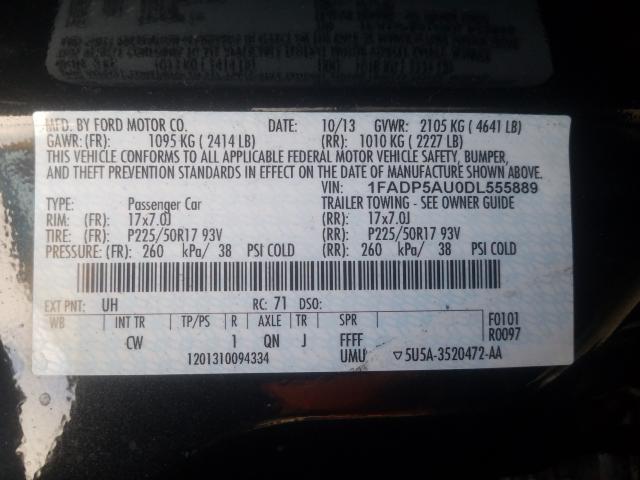 MFD. BY FORD MOTOR CO. DATE: 10/13 GVWR: 2105 KG ( 4641 LB)
GAWR: (FR): 1095 KG ( 2414 LB) (RR): 1010 KG ( 2227 LB)
THIS VEHICLE CONFORMS TO ALL APPLICABLE FEDERAL MOTOR VEHICLE SAFETY, BUMPER,
AND THEFT PREVENTION STANDARDS IN EFFECT ON THE DATE OF MANUFACTURE SHOWN ABOVE.
VIN: 1FADP5AU0DL555889
TYPE: Passenger Car TRAILER TOWING - SEE OWNER GUIDE
RIM: (FR): 17x7.0J (RR): 17x7.0J
TIRE: (FR): P225/50R17 93V (RR): P225/50R17 93V
PRESSURE: (FR): 260 kPa/ 38 PSI COLD (RR): 260 kPa/ 38 PSI COLD
EXT PNT: UH RC: 71 DSO:
WB INT TR TP/PS R AXLE TR SPR F0101
CW 1 QN J FFFF R0097
1201310094334 UMU ▽5U5A-3520472-AA